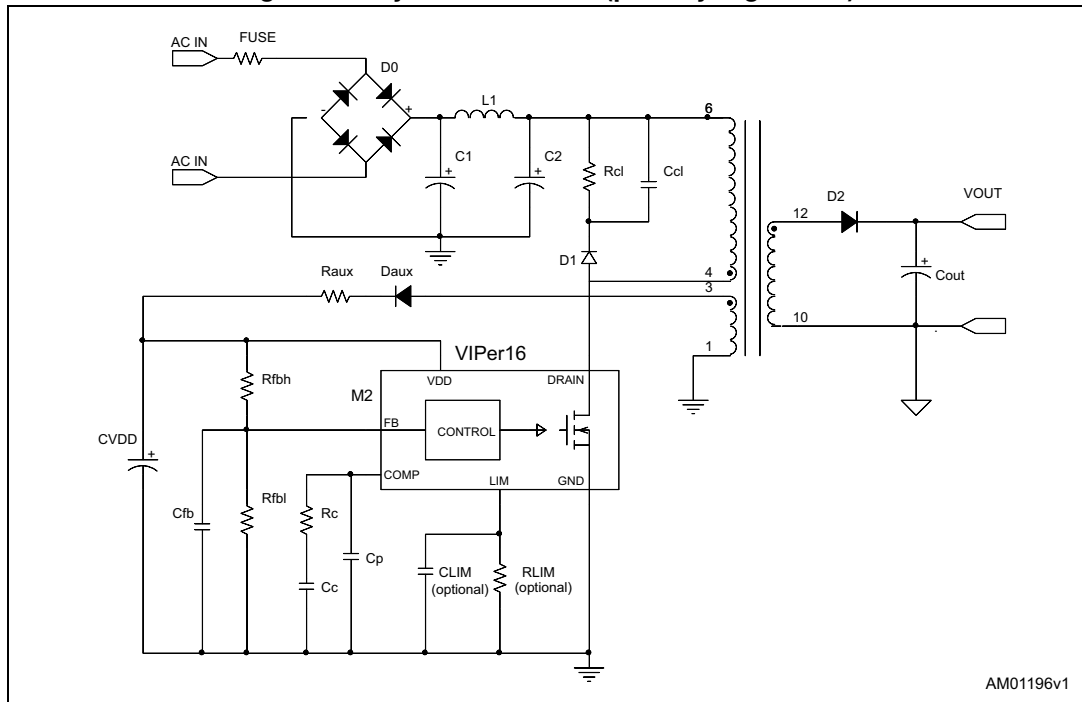 AC IN
FUSE
D0
-
+
L1
6
AC IN
C1
+
C2
+
Rcl
Ccl
D2
VOUT
12
D1
4
+
Cout
Raux
Daux
3
10
1
VIPer16
Rfbh
VDD
DRAIN
M2
FB
CONTROL
CVDD
+
COMP
LIM
GND
Cfb
Rfbl
Rc
Cp
CLIM
(optional)
RLIM
(optional)
Cc
AM01196v1